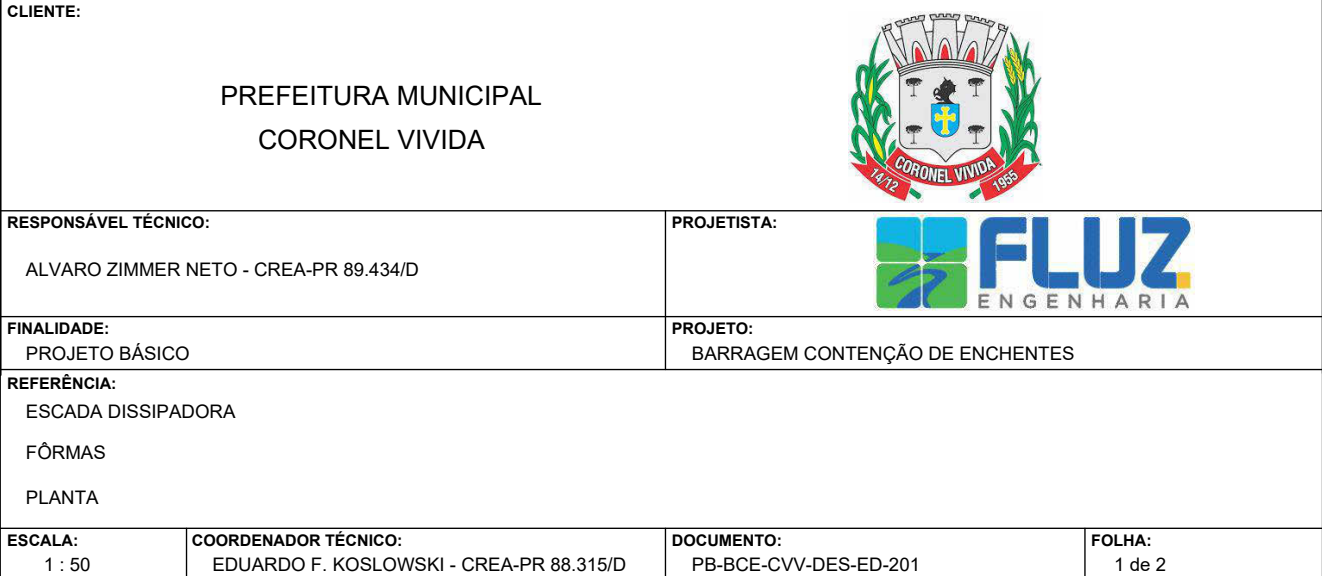 CLIENTE:
PREFEITURA MUNICIPAL
CORONEL VIVIDA
CORONEL VIVIDA
14/12
1955
RESPONSÁVEL TÉCNICO:
ALVARO ZIMMER NETO - CREA-PR 89.434/D
PROJETISTA:
FLUZ
ENGENHARIA
FINALIDADE:
PROJETO BÁSICO
PROJETO:
BARRAGEM CONTENÇÃO DE ENCHENTES
REFERÊNCIA:
ESCADA DISSIPADORA
FÔRMAS
PLANTA
ESCALA:
1 : 50
COORDENADOR TÉCNICO:
EDUARDO F. KOSLOWSKI - CREA-PR 88.315/D
DOCUMENTO:
PB-BCE-CVV-DES-ED-201
FOLHA:
1 de 2